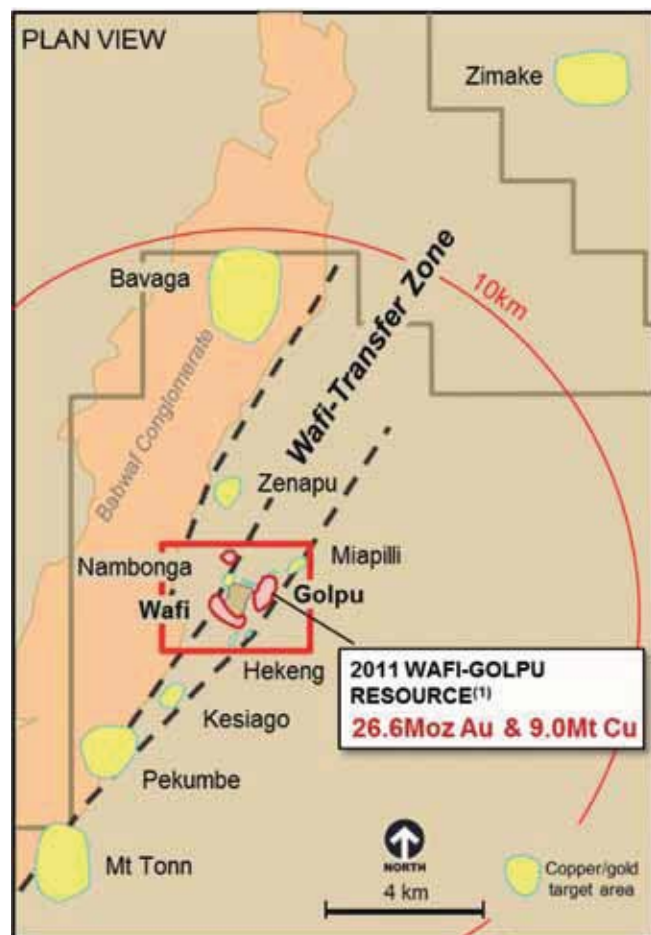 PLAN VIEW
Zimake
Bavaga
10km
Wafi-Transfer Zone
Babwaf Conglomerate
Zenapu
Nambonga
Miapilli
Wafi
Golpu
Hekeng
2011 WAFI-GOLPU
RESOURCE(1)
26.6Moz Au & 9.0Mt Cu
Kesiago
Pekumbe
Mt Tonn
NORTH
4 km
Copper/gold
target area